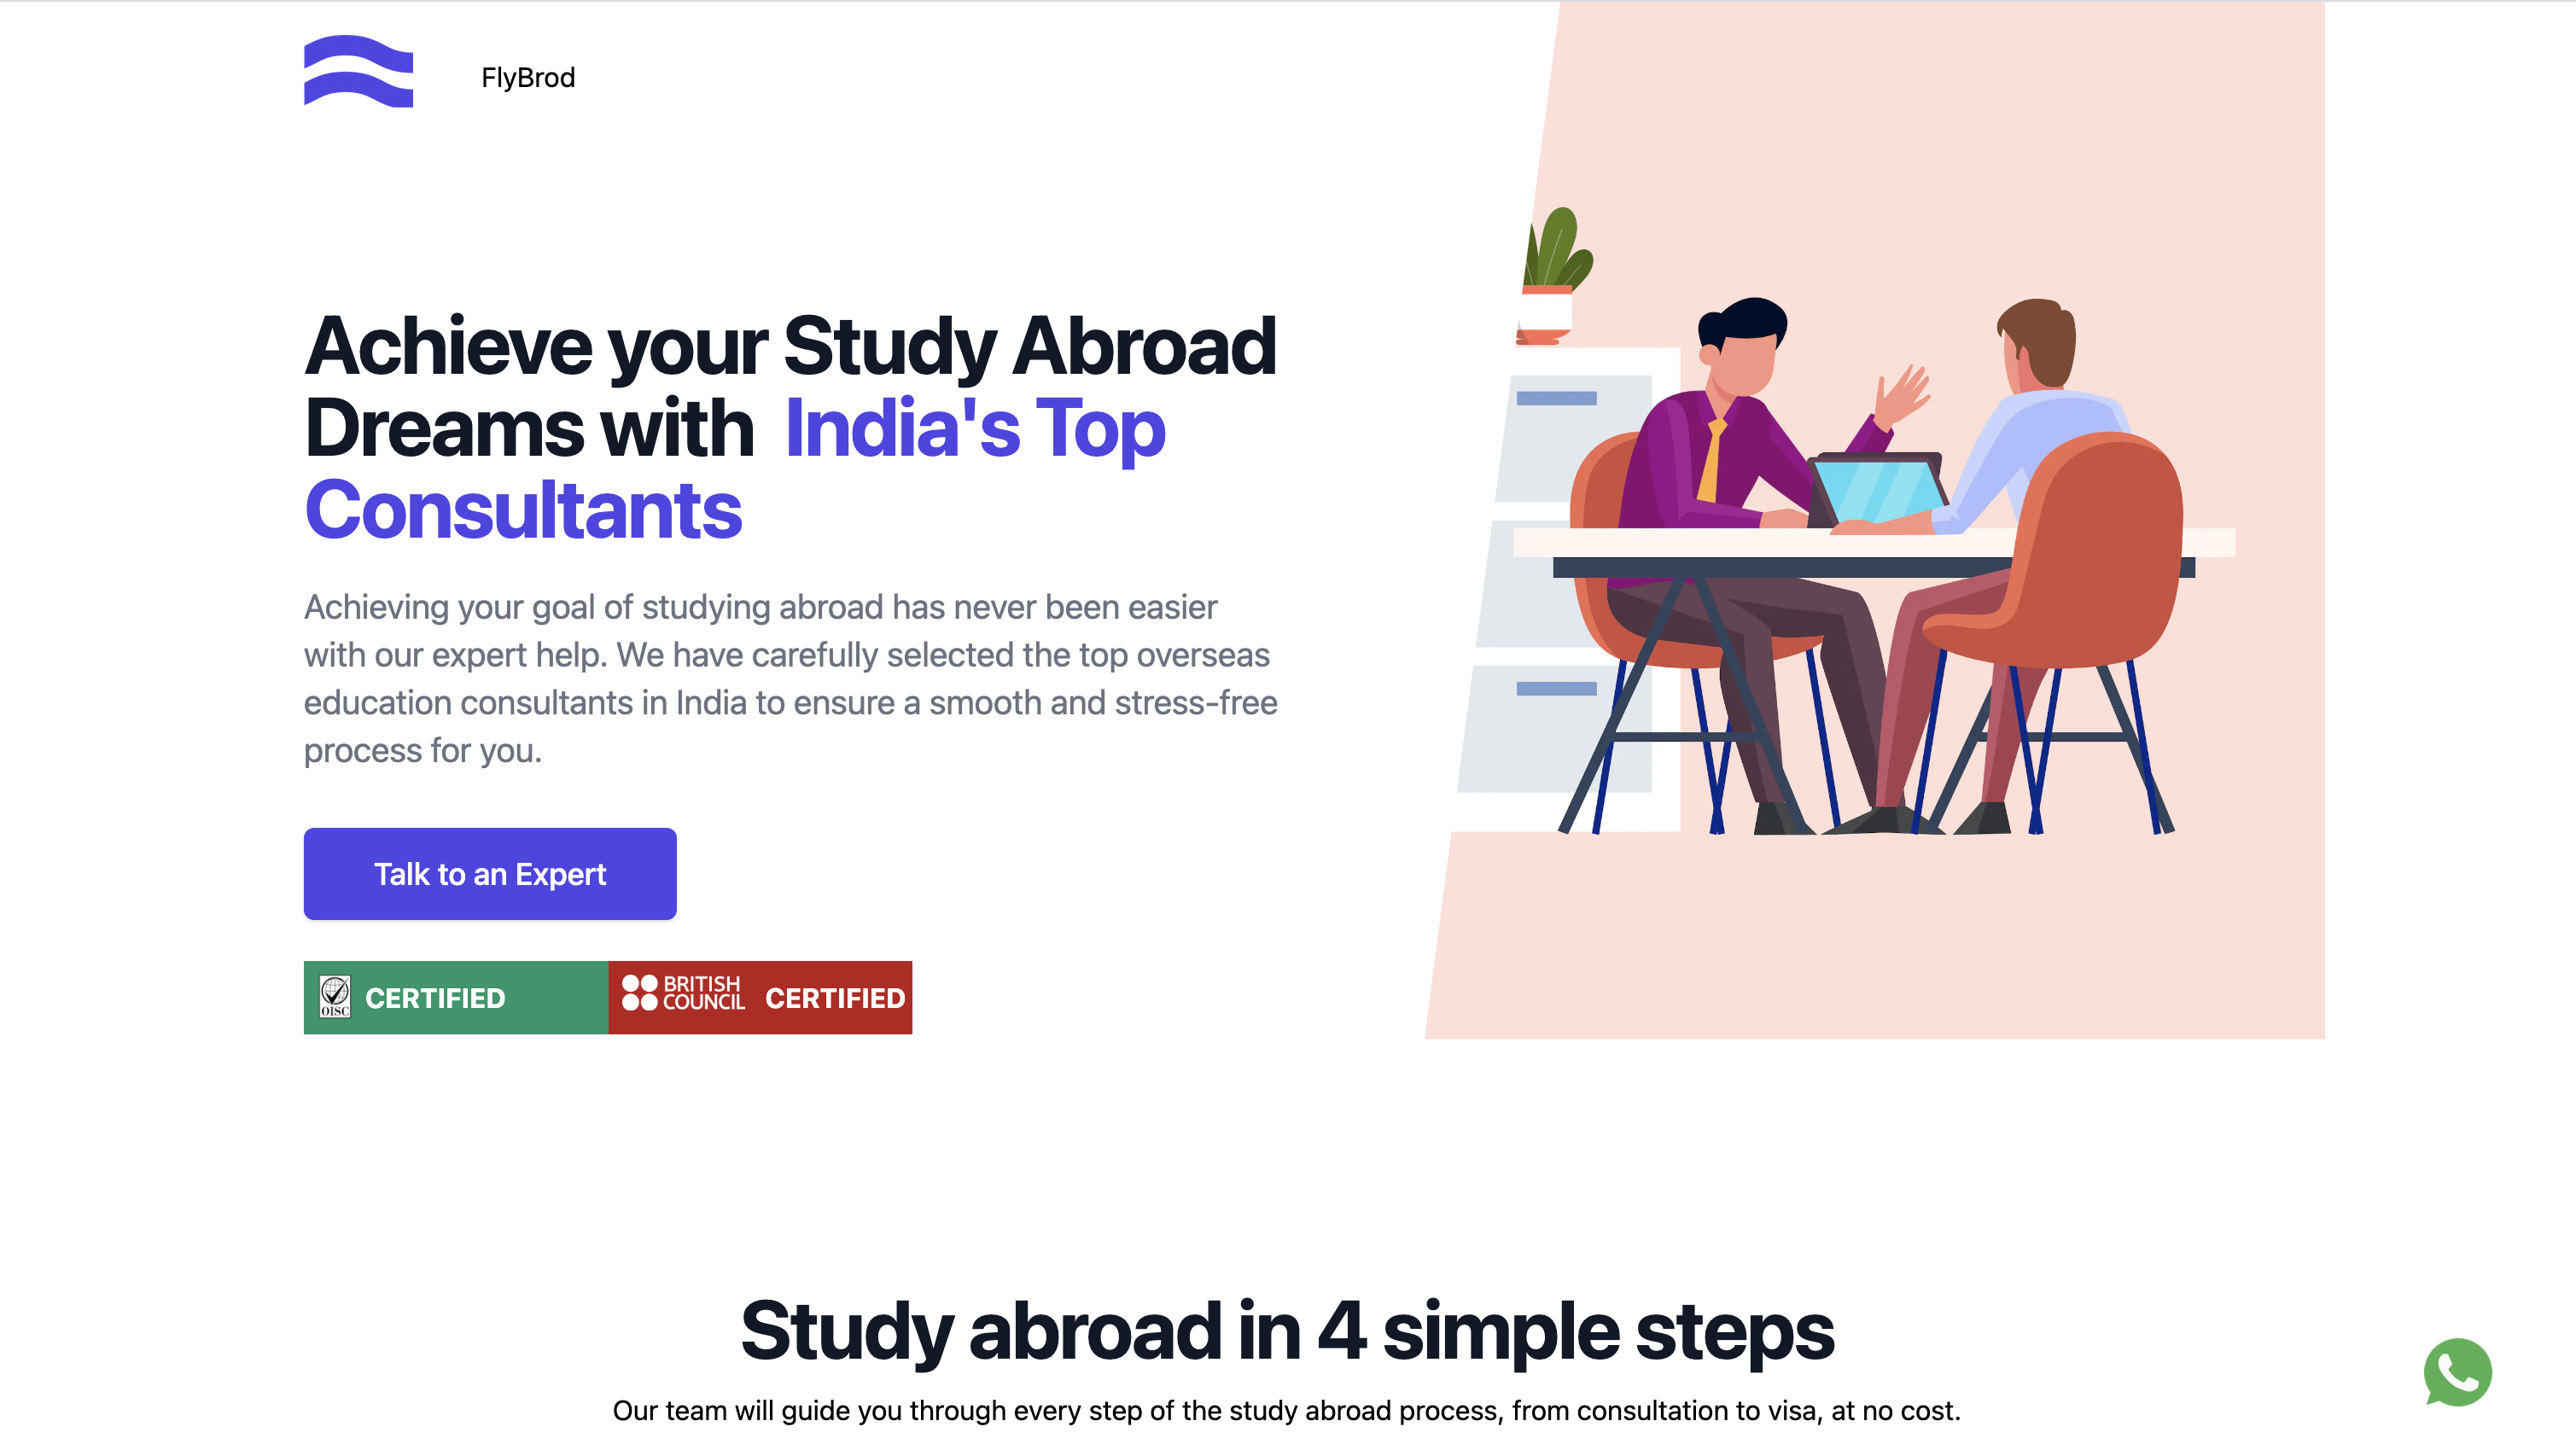 FlyBrod
Achieve your Study Abroad
Dreams with India's Top
Consultants
Achieving your goal of studying abroad has never been easier
with our expert help. We have carefully selected the top overseas
education consultants in India to ensure a smooth and stress-free
process for you.
Talk to an Expert
OISC CERTIFIED
BRITISH
COUNCIL CERTIFIED
Study abroad in 4 simple steps
Our team will guide you through every step of the study abroad process, from consultation to visa, at no cost.